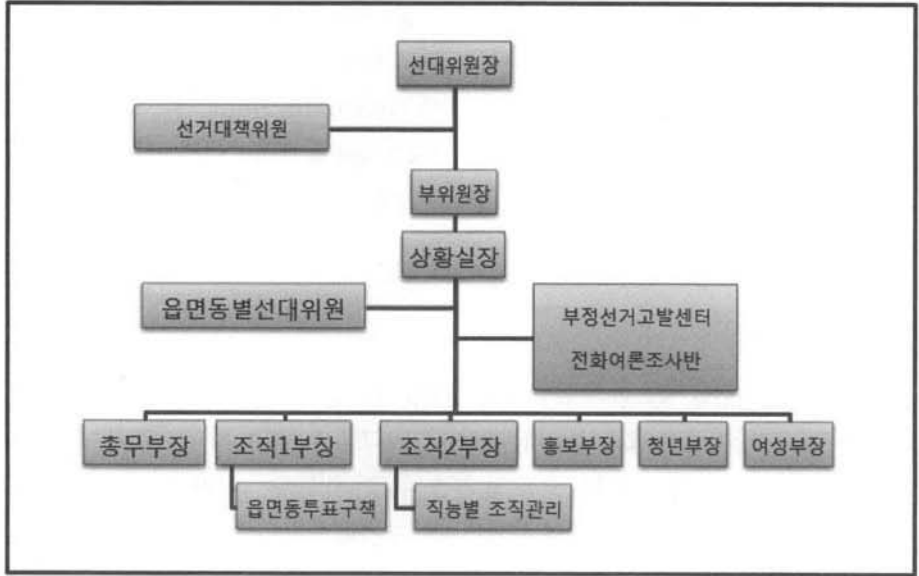 선대위원장
선거대책위원
부위원장
상황실장
읍면동별선대위원
부정선거고발센터
전화여론조사반
총무부장
조직1부장
조직2부장
홍보부장
청년부장
여성부장
읍면동투표구책
직능별 조직관리